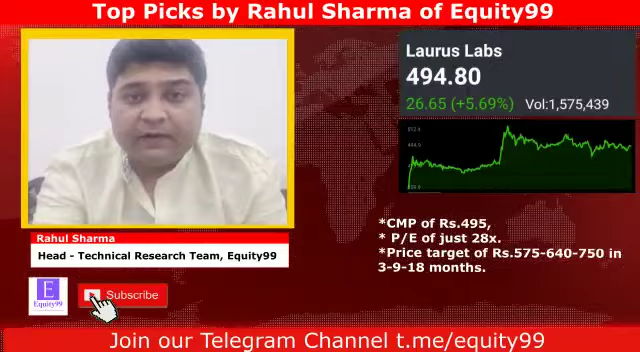 Top Picks by Rahul Sharma of Equity99
Laurus Labs
494.80
26.65 (+5.69%) Vol:1,575,439
Rahul Sharma
Head - Technical Research Team, Equity99
*CMP of Rs.495,
* P/E of just 28x.
*Price target of Rs.575-640-750 in
3-9-18 months.
E
Equity99
Subscribe
Join our Telegram Channel t.me/equity99